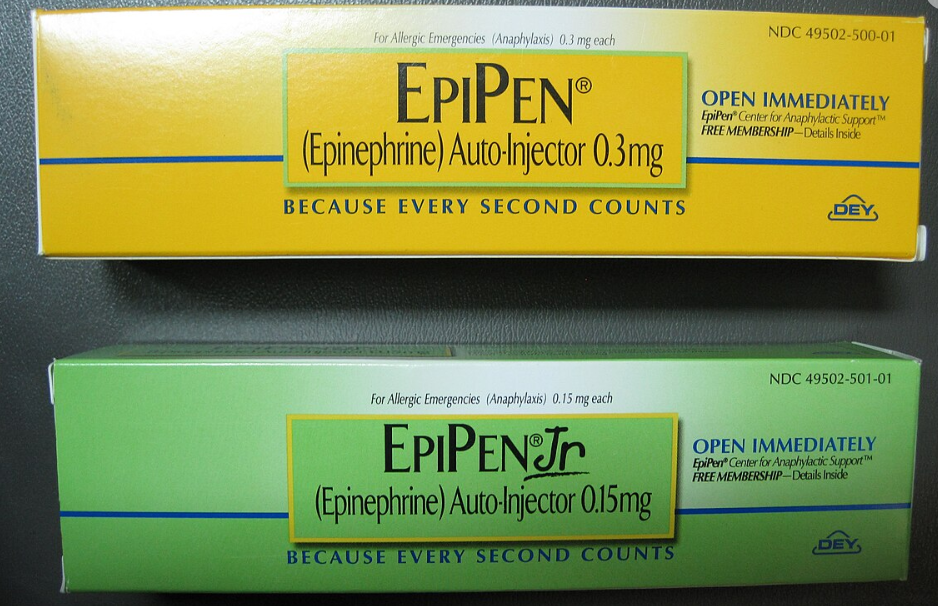 For Allergic Emergencies (Anaphylaxis) 0.3 mg each
NDC 49502-500-01
EPIPEN®
(Epinephrine) Auto-Injector 0.3mg
BECAUSE EVERY SECOND COUNTS
OPEN IMMEDIATELY
EpiPen® Center for Anaphylactic Support™
FREE MEMBERSHIP—Details Inside
DEY
NDC 49502-501-01
For Allergic Emergencies (Anaphylaxis) 0.15 mg each
EPIPEN® Jr
(Epinephrine) Auto-Injector 0.15mg
BECAUSE EVERY SECOND COUNTS
OPEN IMMEDIATELY
EpiPen® Center for Anaphylactic Support™
FREE MEMBERSHIP—Details Inside
DEY